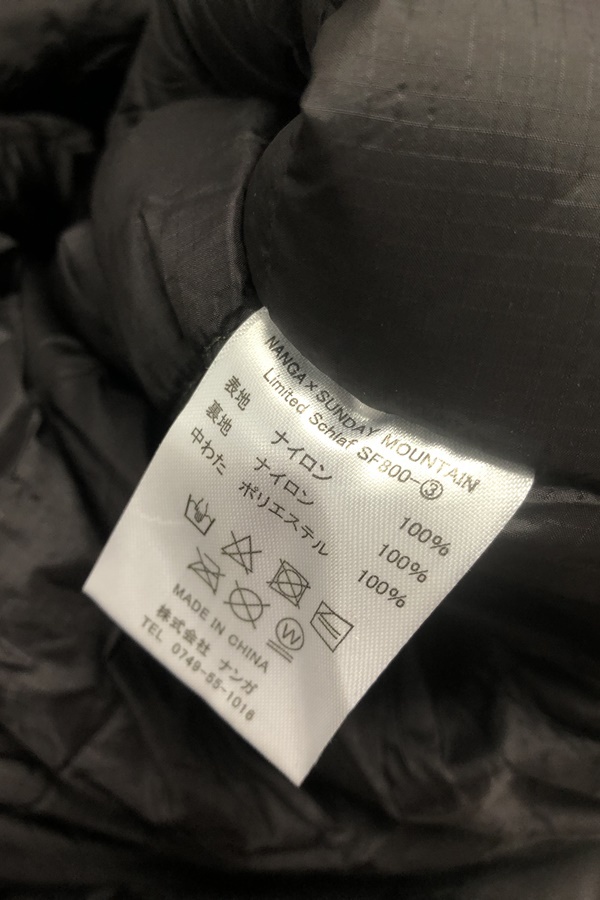 NANGA×SUNDAY MOUNTAIN
Limited Schlaf SF800-③
表地 ナイロン 100%
裏地 ナイロン 100%
中わた ポリエステル 100%
W
MADE IN CHINA
株式会社 ナンガ
TEL 0749-55-1016